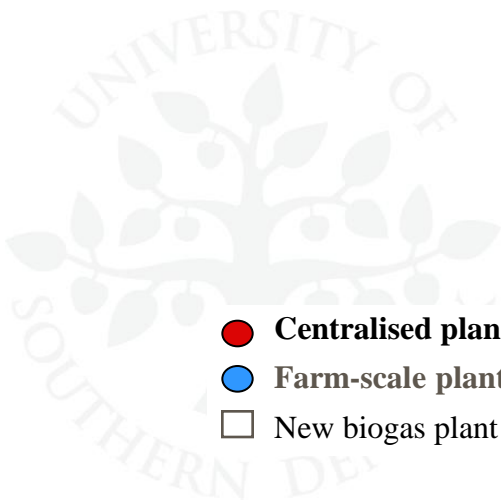 UNIVERSITY OF
Centralised plan
Farm-scale plant
New biogas plant
SOUTHERN DE